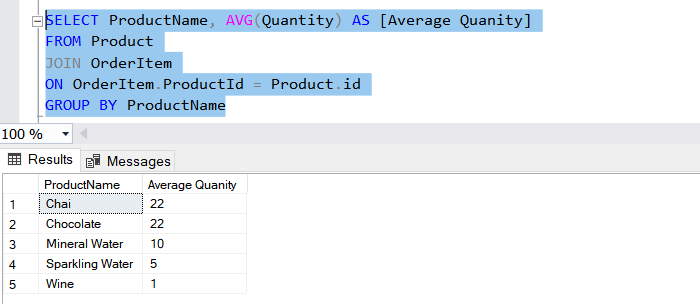 SELECT ProductName, AVG(Quantity) AS [Average Quanity]
FROM Product
JOIN OrderItem
ON OrderItem.ProductId = Product.id
GROUP BY ProductName
100 %
Results Messages
ProductName Average Quanity
1 Chai 22
2 Chocolate 22
3 Mineral Water 10
4 Sparkling Water 5
5 Wine 1